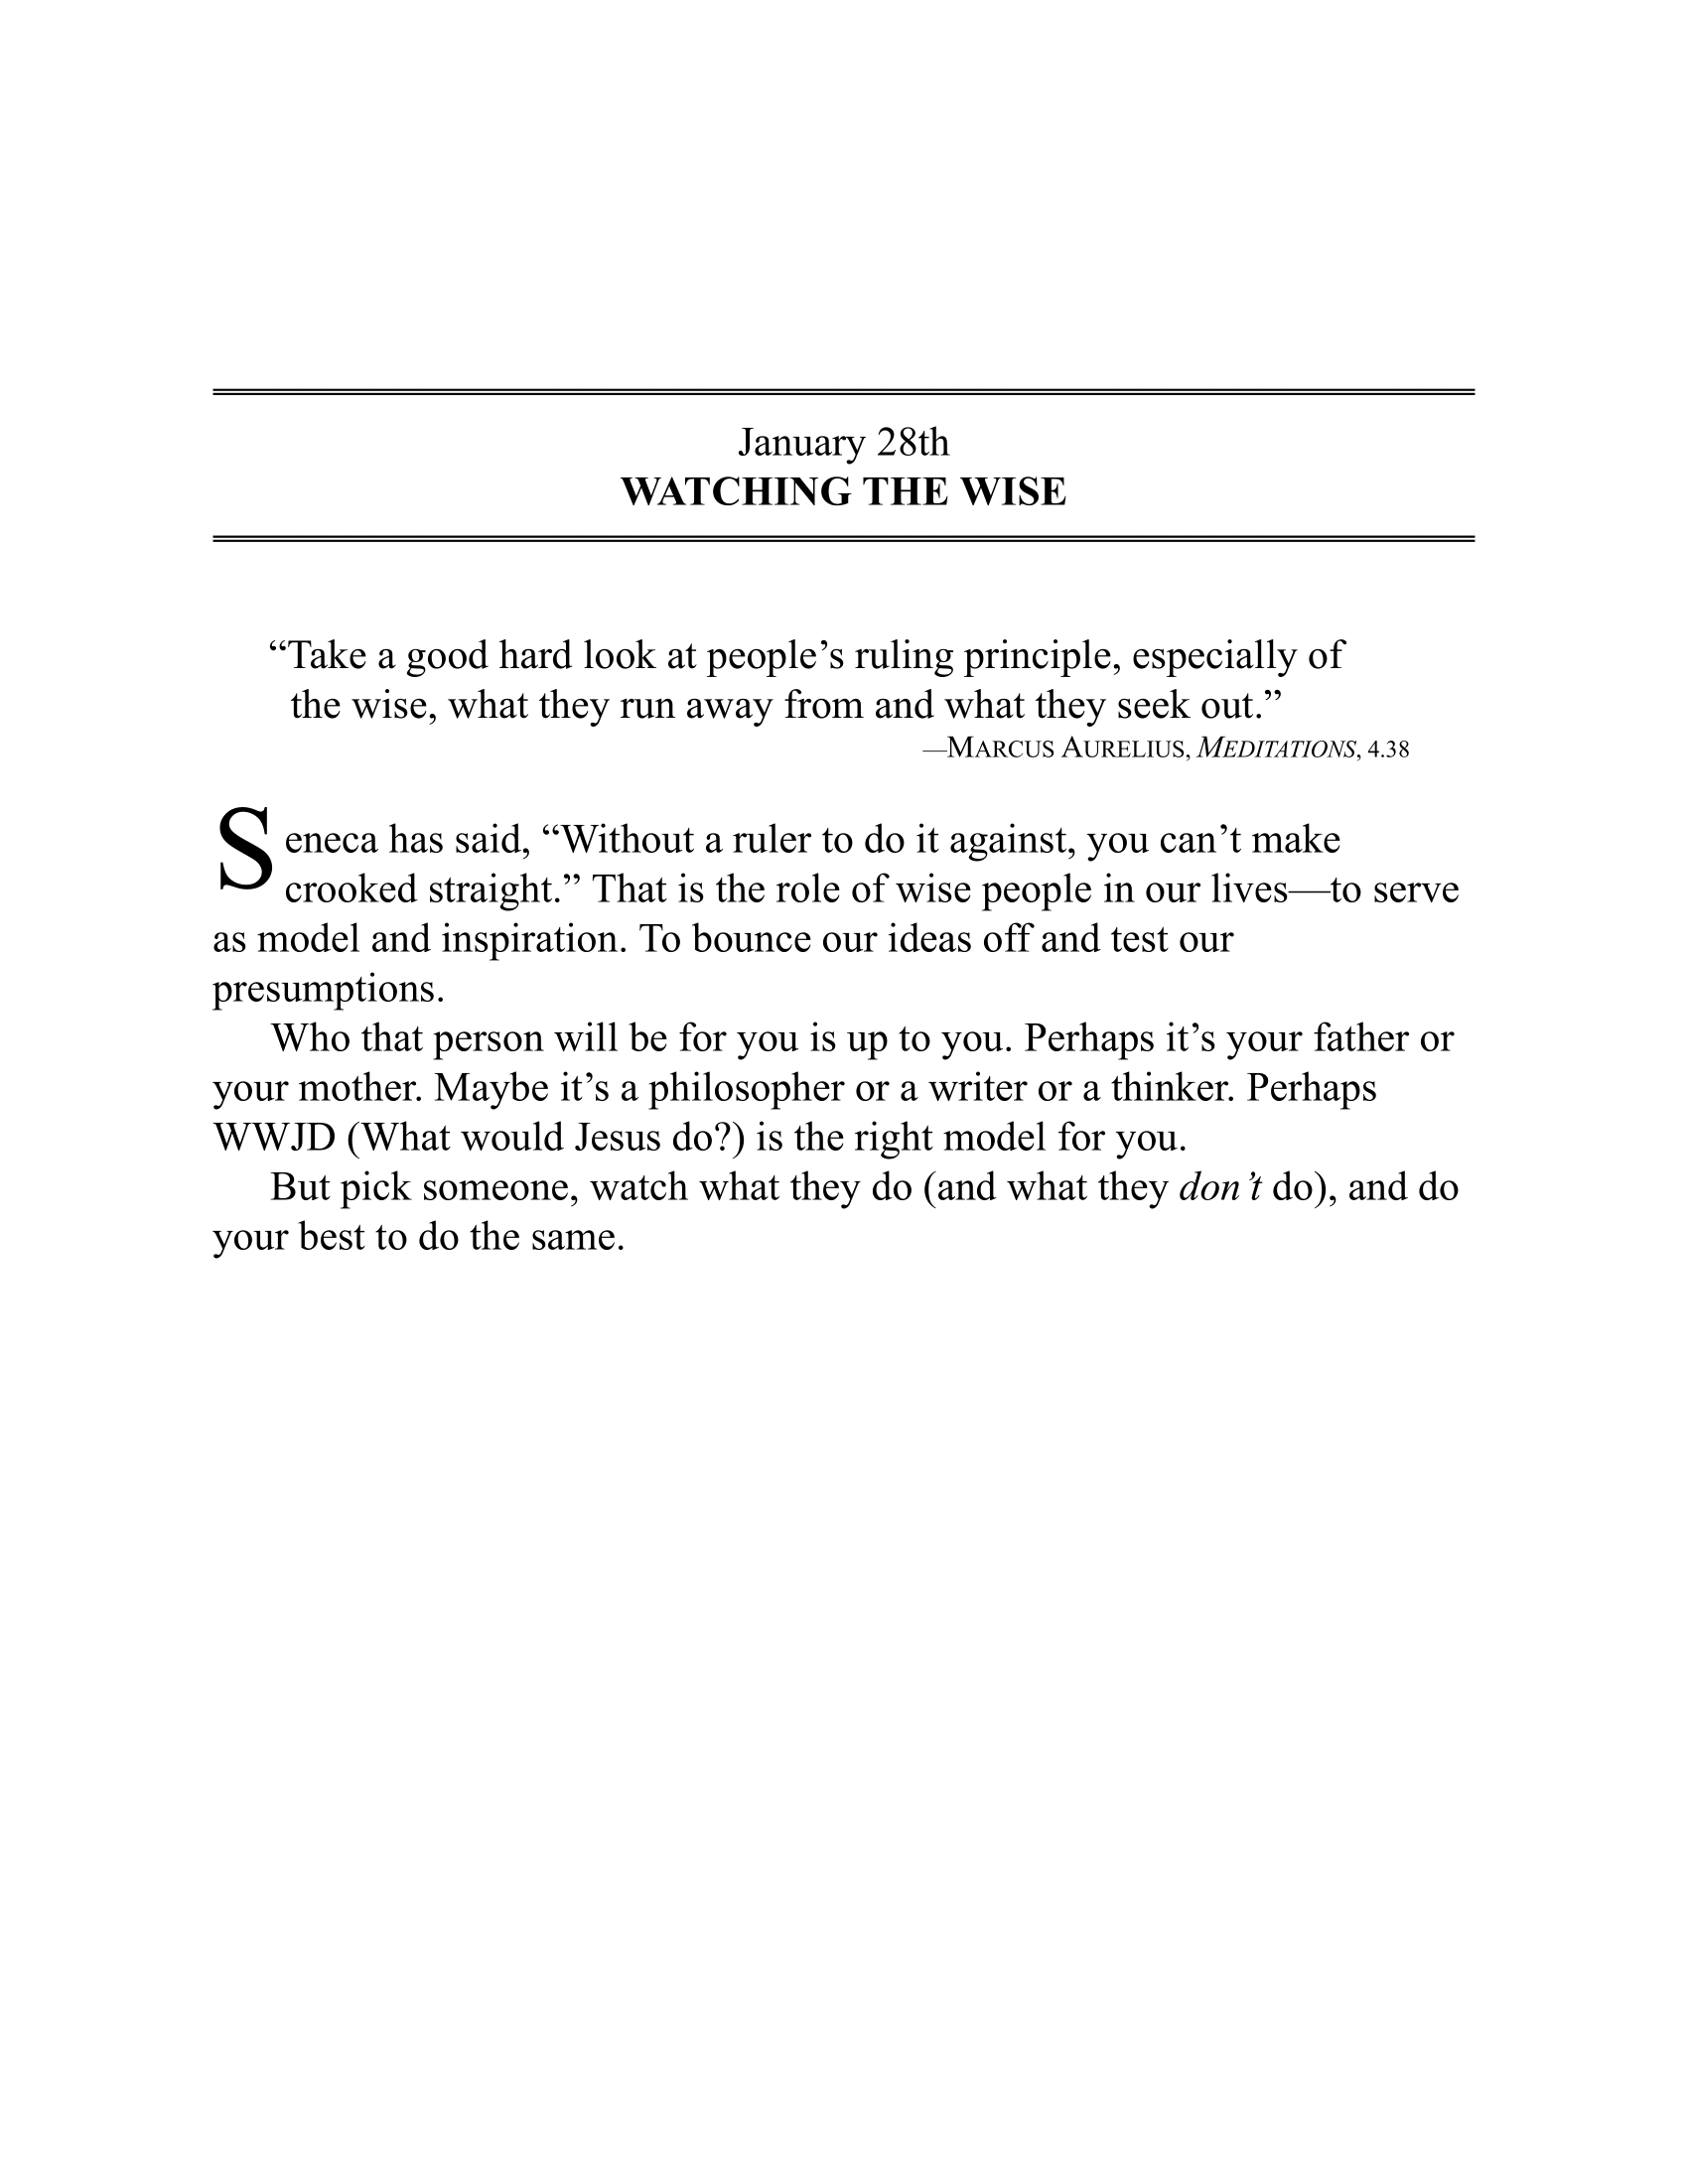 January 28th
WATCHING THE WISE
“Take a good hard look at people’s ruling principle, especially of
the wise, what they run away from and what they seek out.”
—MARCUS AURELIUS, MEDITATIONS, 4.38
Seneca has said, “Without a ruler to do it against, you can’t make
crooked straight.” That is the role of wise people in our lives—to serve
as model and inspiration. To bounce our ideas off and test our
presumptions.
Who that person will be for you is up to you. Perhaps it’s your father or
your mother. Maybe it’s a philosopher or a writer or a thinker. Perhaps
WWJD (What would Jesus do?) is the right model for you.
But pick someone, watch what they do (and what they don’t do), and do
your best to do the same.